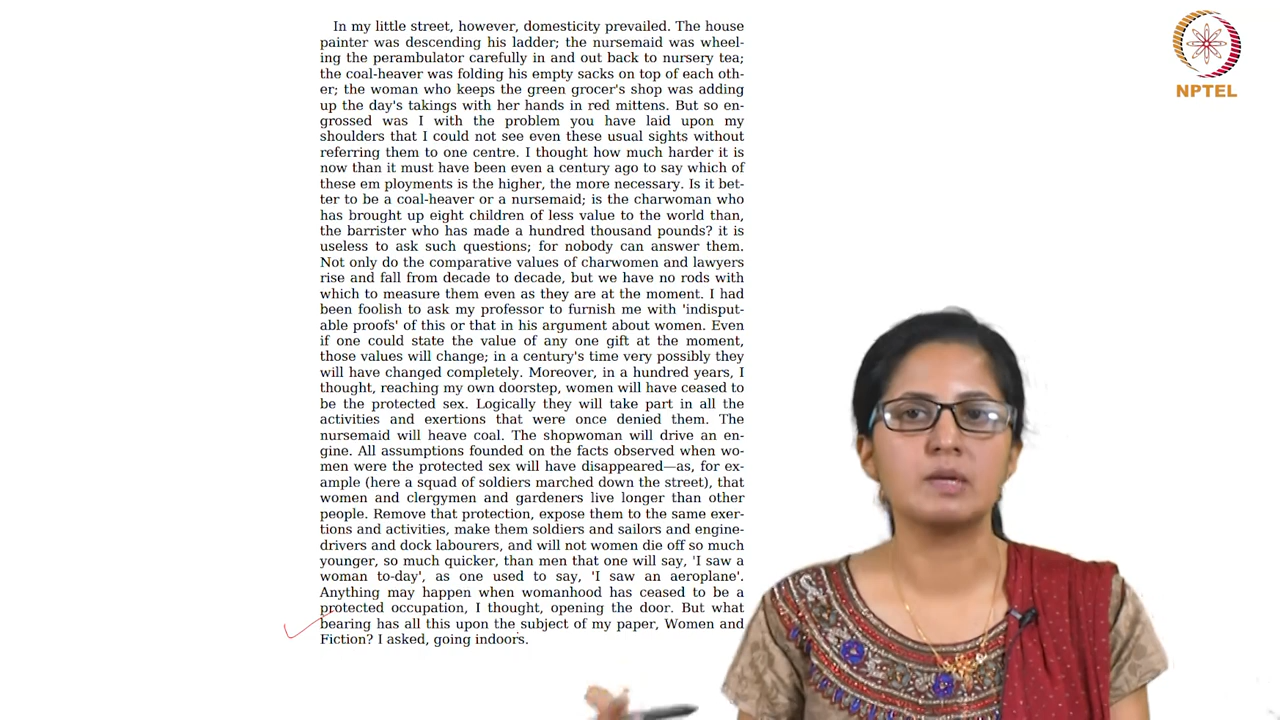 In my little street, however, domesticity prevailed. The house
painter was descending his ladder; the nursemaid was wheel-
ing the perambulator carefully in and out back to nursery tea;
the coal-heaver was folding his empty sacks on top of each oth-
er; the woman who keeps the green grocer's shop was adding
up the day's takings with her hands in red mittens. But so en-
grossed was I with the problem you have laid upon my
shoulders that I could not see even these usual sights without
referring them to one centre. I thought how much harder it is
now than it must have been even a century ago to say which of
these em ployments is the higher, the more necessary. Is it bet-
ter to be a coal-heaver or a nursemaid; is the charwoman who
has brought up eight children of less value to the world than,
the barrister who has made a hundred thousand pounds? it is
useless to ask such questions; for nobody can answer them.
Not only do the comparative values of charwomen and lawyers
rise and fall from decade to decade, but we have no rods with
which to measure them even as they are at the moment. I had
been foolish to ask my professor to furnish me with 'indisput-
able proofs' of this or that in his argument about women. Even
if one could state the value of any one gift at the moment,
those values will change; in a century's time very possibly they
will have changed completely. Moreover, in a hundred years, I
thought, reaching my own doorstep, women will have ceased to
be the protected sex. Logically they will take part in all the
activities and exertions that were once denied them. The
nursemaid will heave coal. The shopwoman will drive an en-
gine. All assumptions founded on the facts observed when wo-
men were the protected sex will have disappeared—as, for ex-
ample (here a squad of soldiers marched down the street), that
women and clergymen and gardeners live longer than other
people. Remove that protection, expose them to the same exer-
tions and activities, make them soldiers and sailors and engine-
drivers and dock labourers, and will not women die off so much
younger, so much quicker, than men that one will say, 'I saw a
woman to-day', as one used to say, 'I saw an aeroplane'.
Anything may happen when womanhood has ceased to be a
protected occupation, I thought, opening the door. But what
bearing has all this upon the subject of my paper, Women and
Fiction? I asked, going indoors.
NPTEL